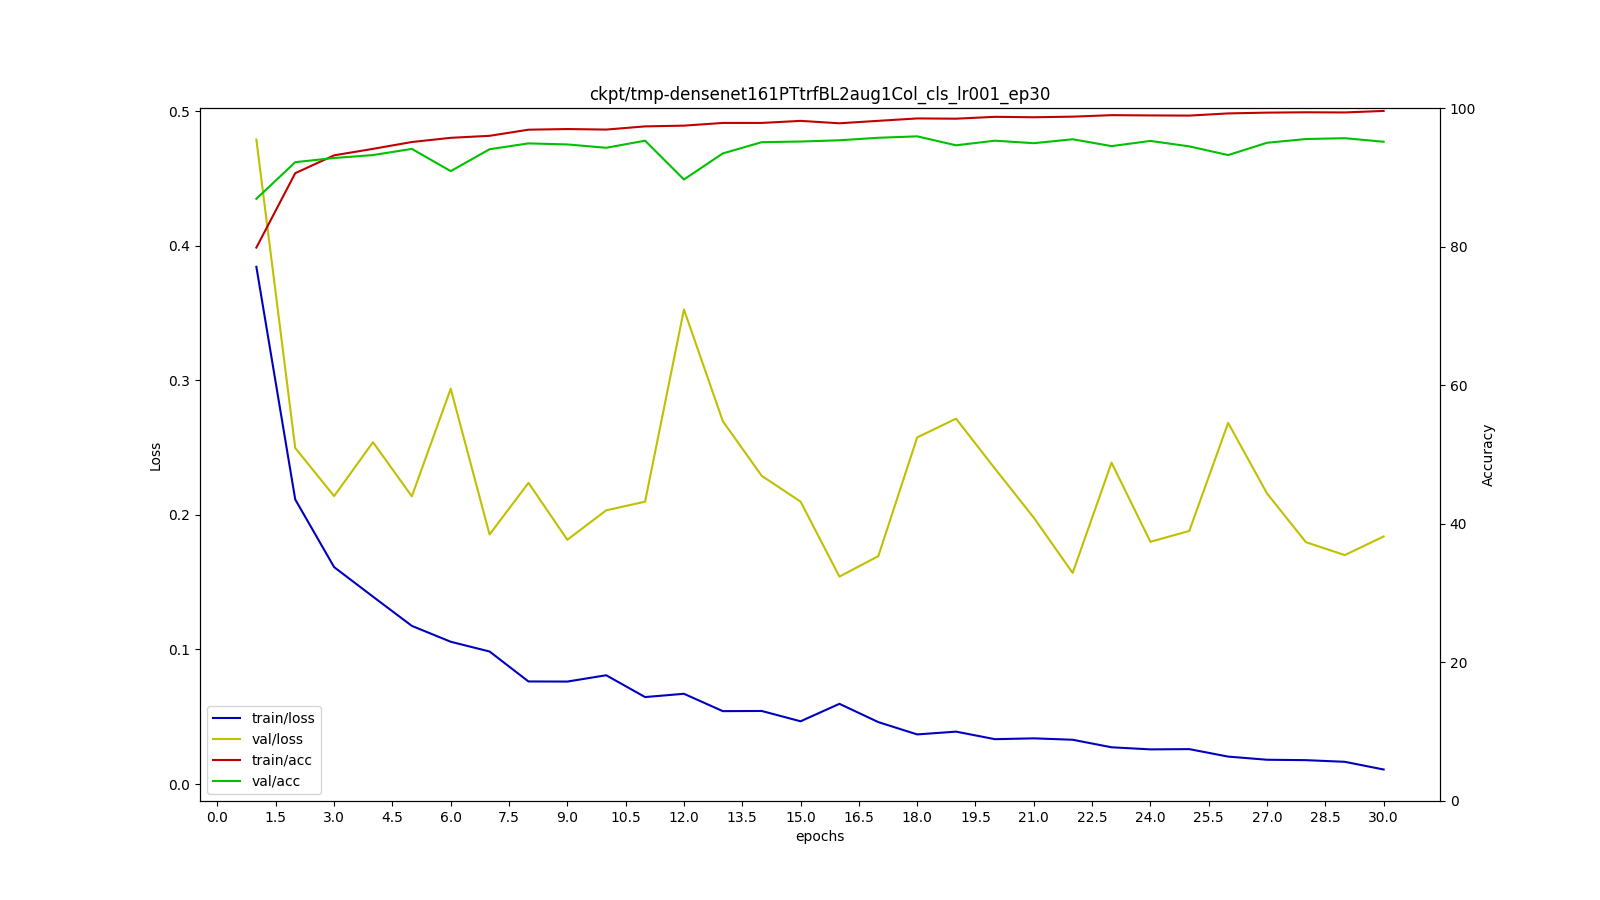 ckpt/tmp-densenet161PTtrfBL2aug1Col_cls_lr001_ep30
0.5
0.4
0.3
0.2
0.1
0.0
Loss
100
80
60
40
20
0
Accuracy
train/loss
val/loss
train/acc
val/acc
0.0 1.5 3.0 4.5 6.0 7.5 9.0 10.5 12.0 13.5 15.0 16.5 18.0 19.5 21.0 22.5 24.0 25.5 27.0 28.5 30.0
epochs